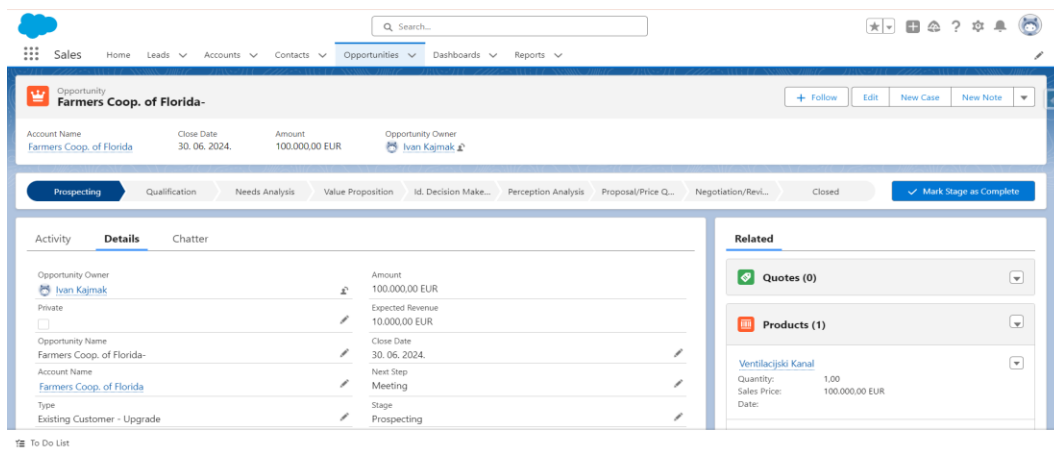 Search...
Sales Home Leads Accounts Contacts Opportunities Dashboards Reports
Opportunity
Farmers Coop. of Florida-
+ Follow Edit New Case New Note
Account Name Close Date Amount Opportunity Owner
Farmers Coop. of Florida 30. 06. 2024. 100.000,00 EUR Ivan Kajmak
Prospecting Qualification Needs Analysis Value Proposition Id. Decision Make... Perception Analysis Proposal/Price Q... Negotiation/Revi... Closed Mark Stage as Complete
Activity Details Chatter
Opportunity Owner
Ivan Kajmak
Private
Opportunity Name
Farmers Coop. of Florida-
Account Name
Farmers Coop. of Florida
Type
Existing Customer - Upgrade
Amount
100.000,00 EUR
Expected Revenue
10.000,00 EUR
Close Date
30. 06. 2024.
Next Step
Meeting
Stage
Prospecting
Related
Quotes (0)
Products (1)
Ventilacijski Kanal
Quantity: 1,00
Sales Price: 100.000,00 EUR
Date:
To Do List